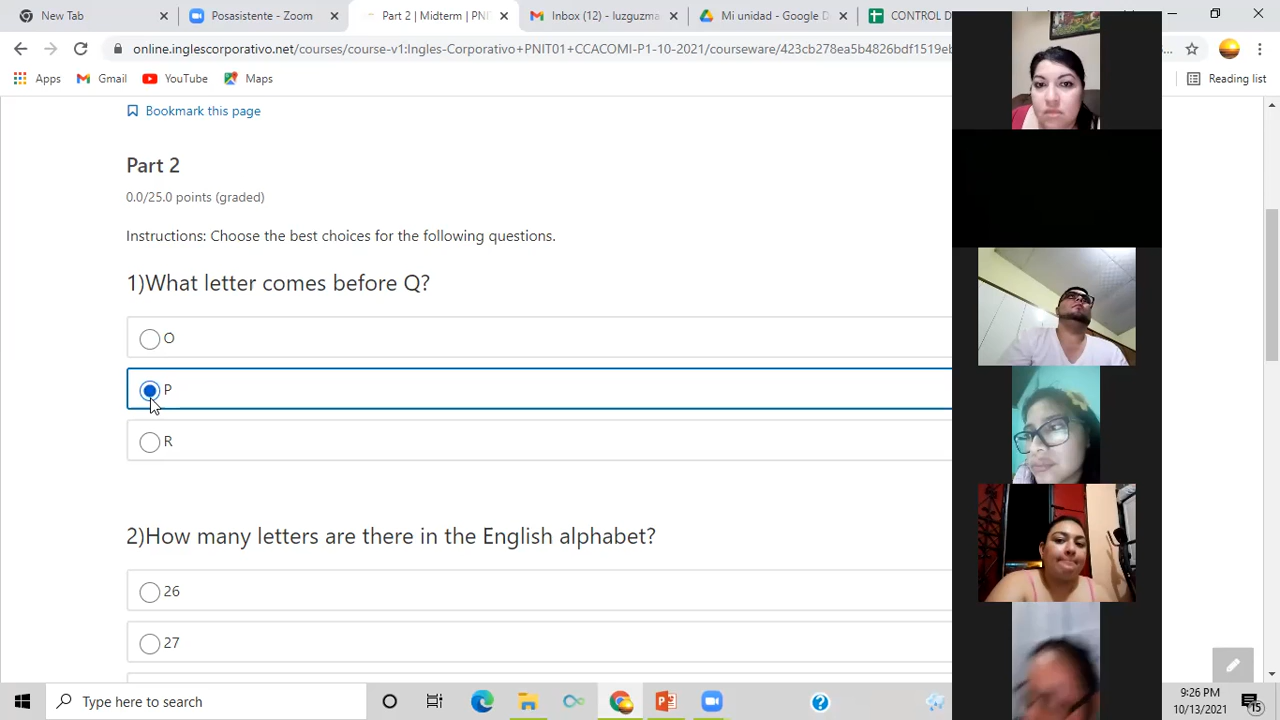 New Tab
Posasistente - Zoom
2 | Midterm | PNIT
Inbox (12) - luzguzma
Mi unidad - Google
CONTROL D
online.inglescorporativo.net/courses/course-v1:Ingles-Corporativo+PNIT01+CCACOMI-P1-10-2021/courseware/423cb278ea5b4826bdf1519eb
Apps
Gmail
YouTube
Maps
Reading list
Bookmark this page
Part 2
0.0/25.0 points (graded)
Instructions: Choose the best choices for the following questions.
1)What letter comes before Q?
O
P
R
2)How many letters are there in the English alphabet?
26
27
Type here to search
9:26 PM
10/13/2021
15